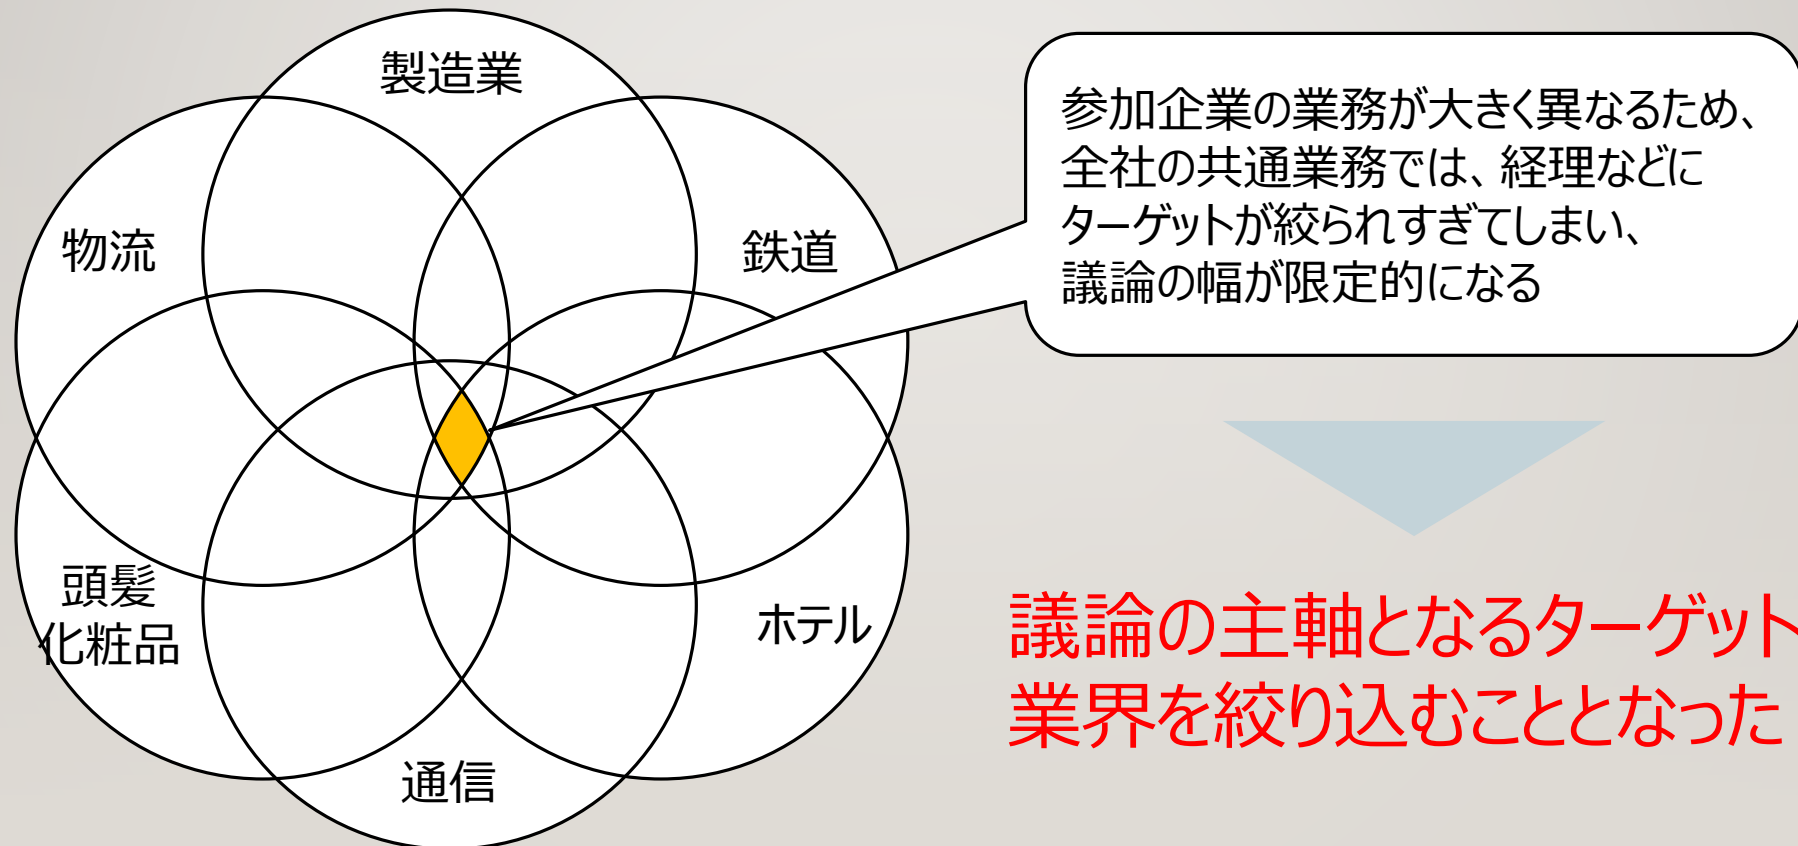 製造業
物流
鉄道
頭髪
化粧品
ホテル
通信
参加企業の業務が大きく異なるため、
全社の共通業務では、経理などに
ターゲットが絞られすぎてしまい、
議論の幅が限定的になる
議論の主軸となるターゲット
業界を絞り込むこととなった